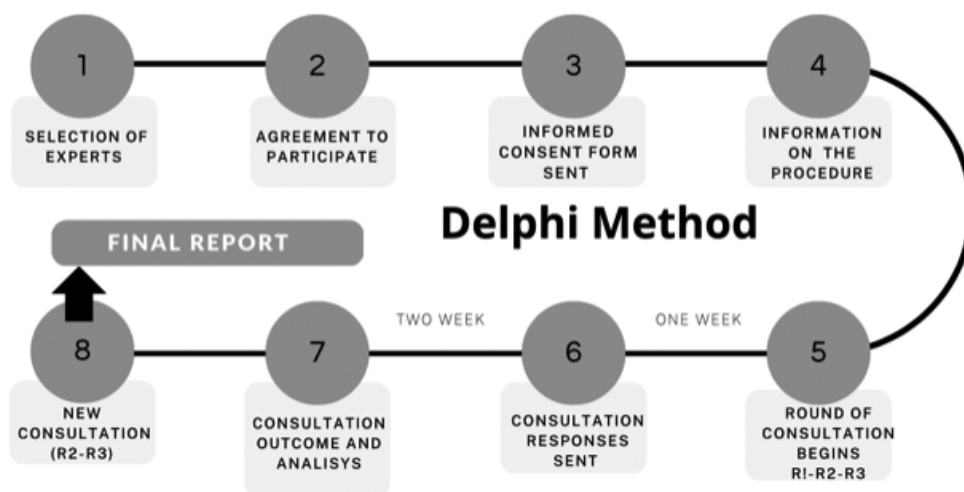 1
2
3
4
SELECTION OF
EXPERTS
AGREEMENT TO
PARTICIPATE
INFORMED
CONSENT FORM
SENT
INFORMATION
ON THE
PROCEDURE
Delphi Method
FINAL REPORT
TWO WEEK
ONE WEEK
8
7
6
5
NEW
CONSULTATION
(R2-R3)
CONSULTATION
OUTCOME AND
ANALISYS
CONSULTATION
RESPONSES
SENT
ROUND OF
CONSULTATION
BEGINS
R!-R2-R3